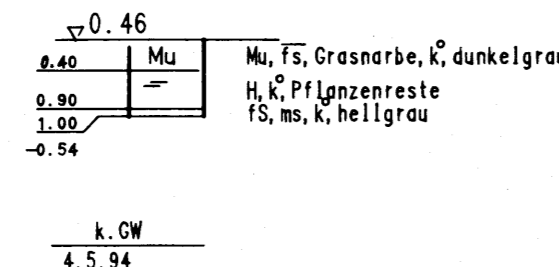 0.46
0.40 Mu Mu, fs, Grasnarbe, k°, dunkelgrau
H, k°, Pflanzenreste
0.90 fS, ms, k°, hellgrau
1.00
-0.54
k.GW
4.5.94